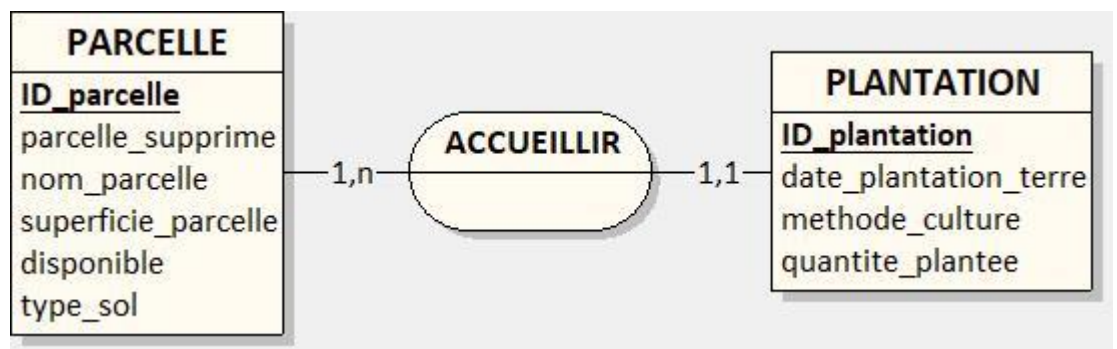 PARCELLE
ID_parcelle
parcelle_supprime
nom_parcelle
superficie_parcelle
disponible
type_sol
1,n
ACCUEILLIR
1,1
PLANTATION
ID_plantation
date_plantation_terre
methode_culture
quantite_plantee